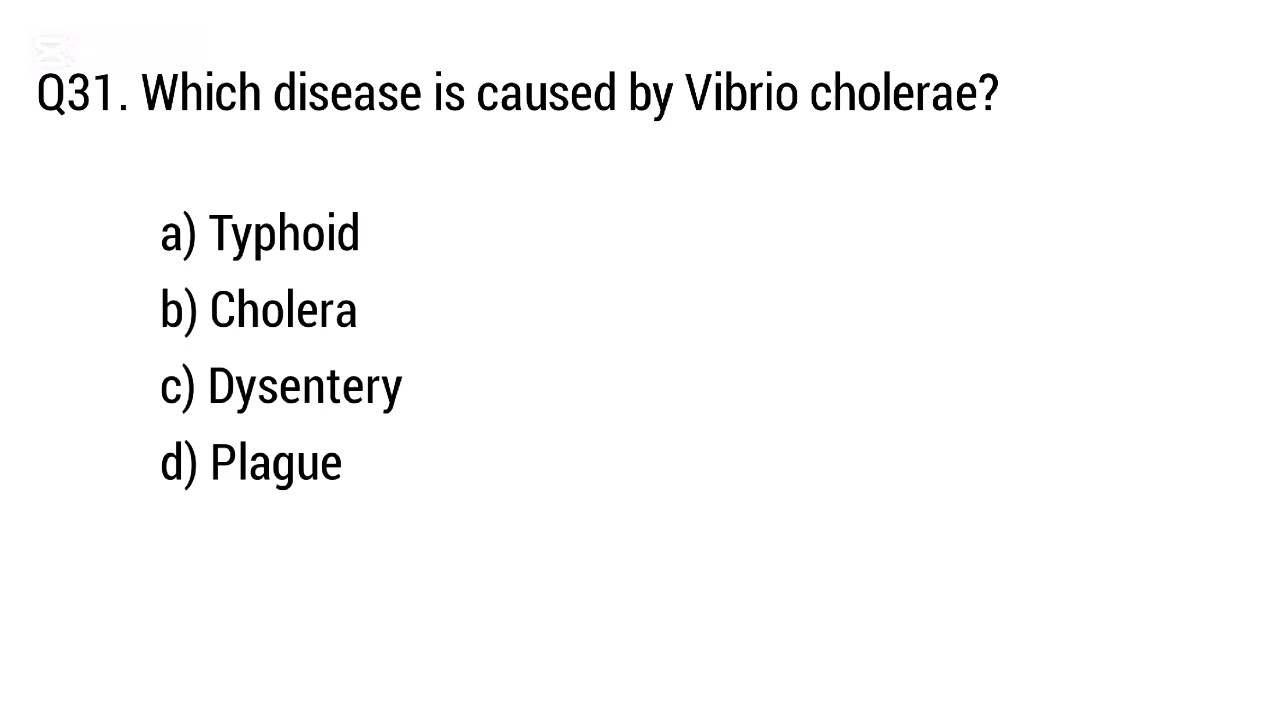 Q31. Which disease is caused by Vibrio cholerae?
a) Typhoid
b) Cholera
c) Dysentery
d) Plague